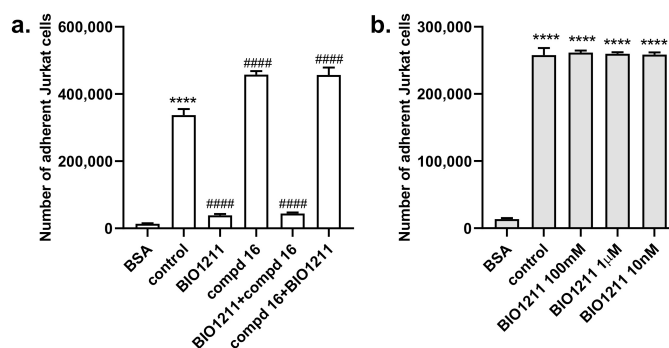 a.
Number of adherent Jurkat cells
600,000
400,000
200,000
0
****
####
####
####
####
BSA
control
BIO1211
compd 16
BIO1211+compd 16
compd 16+BIO1211
b.
Number of adherent Jurkat cells
300,000
200,000
100,000
0
****
****
****
****
BSA
control
BIO1211 100mM
BIO1211 1μM
BIO1211 10nM